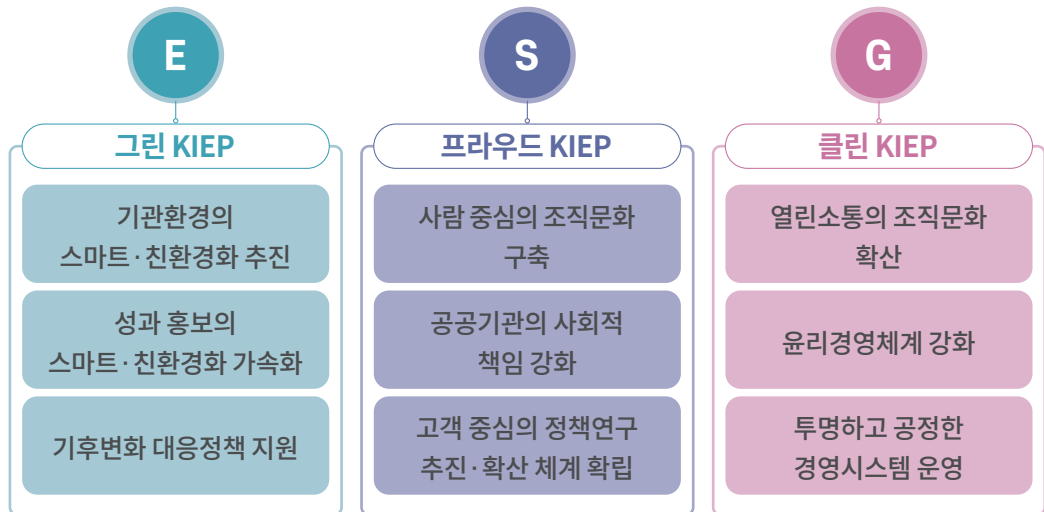 E
그린 KIEP
기관환경의
스마트·친환경화 추진
성과 홍보의
스마트·친환경화 가속화
기후변화 대응정책 지원
S
프라우드 KIEP
사람 중심의 조직문화
구축
공공기관의 사회적
책임 강화
고객 중심의 정책연구
추진·확산 체계 확립
G
클린 KIEP
열린소통의 조직문화
확산
윤리경영체계 강화
투명하고 공정한
경영시스템 운영